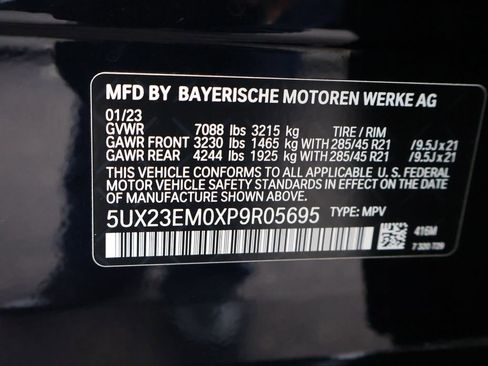 MFD BY BAYERISCHE MOTOREN WERKE AG
01/23
GVWR 7088 lbs 3215 kg TIRE / RIM
GAWR FRONT 3230 lbs 1465 kg WITH 285/45 R21 /9.5J x 21
GAWR REAR 4244 lbs 1925 kg WITH 285/45 R21 /9.5J x 21
THIS VEHICLE CONFORMS TO ALL APPLICABLE U.S. FEDERAL
MOTOR VEHICLE SAFETY STANDARDS IN EFFECT ON THE DATE
OF MANUFACTURE SHOWN ABOVE.
5UX23EM0XP9R05695 TYPE: MPV
416M
7 320 729